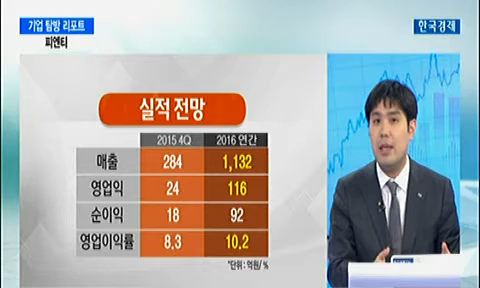 기업 탐방 리포트
피엔티
한국경제
실적 전망
2015 4Q 2016 연간
매출 284 1,132
영업익 24 116
순이익 18 92
영업이익률 8.3 10.2
*단위 : 억원/ %